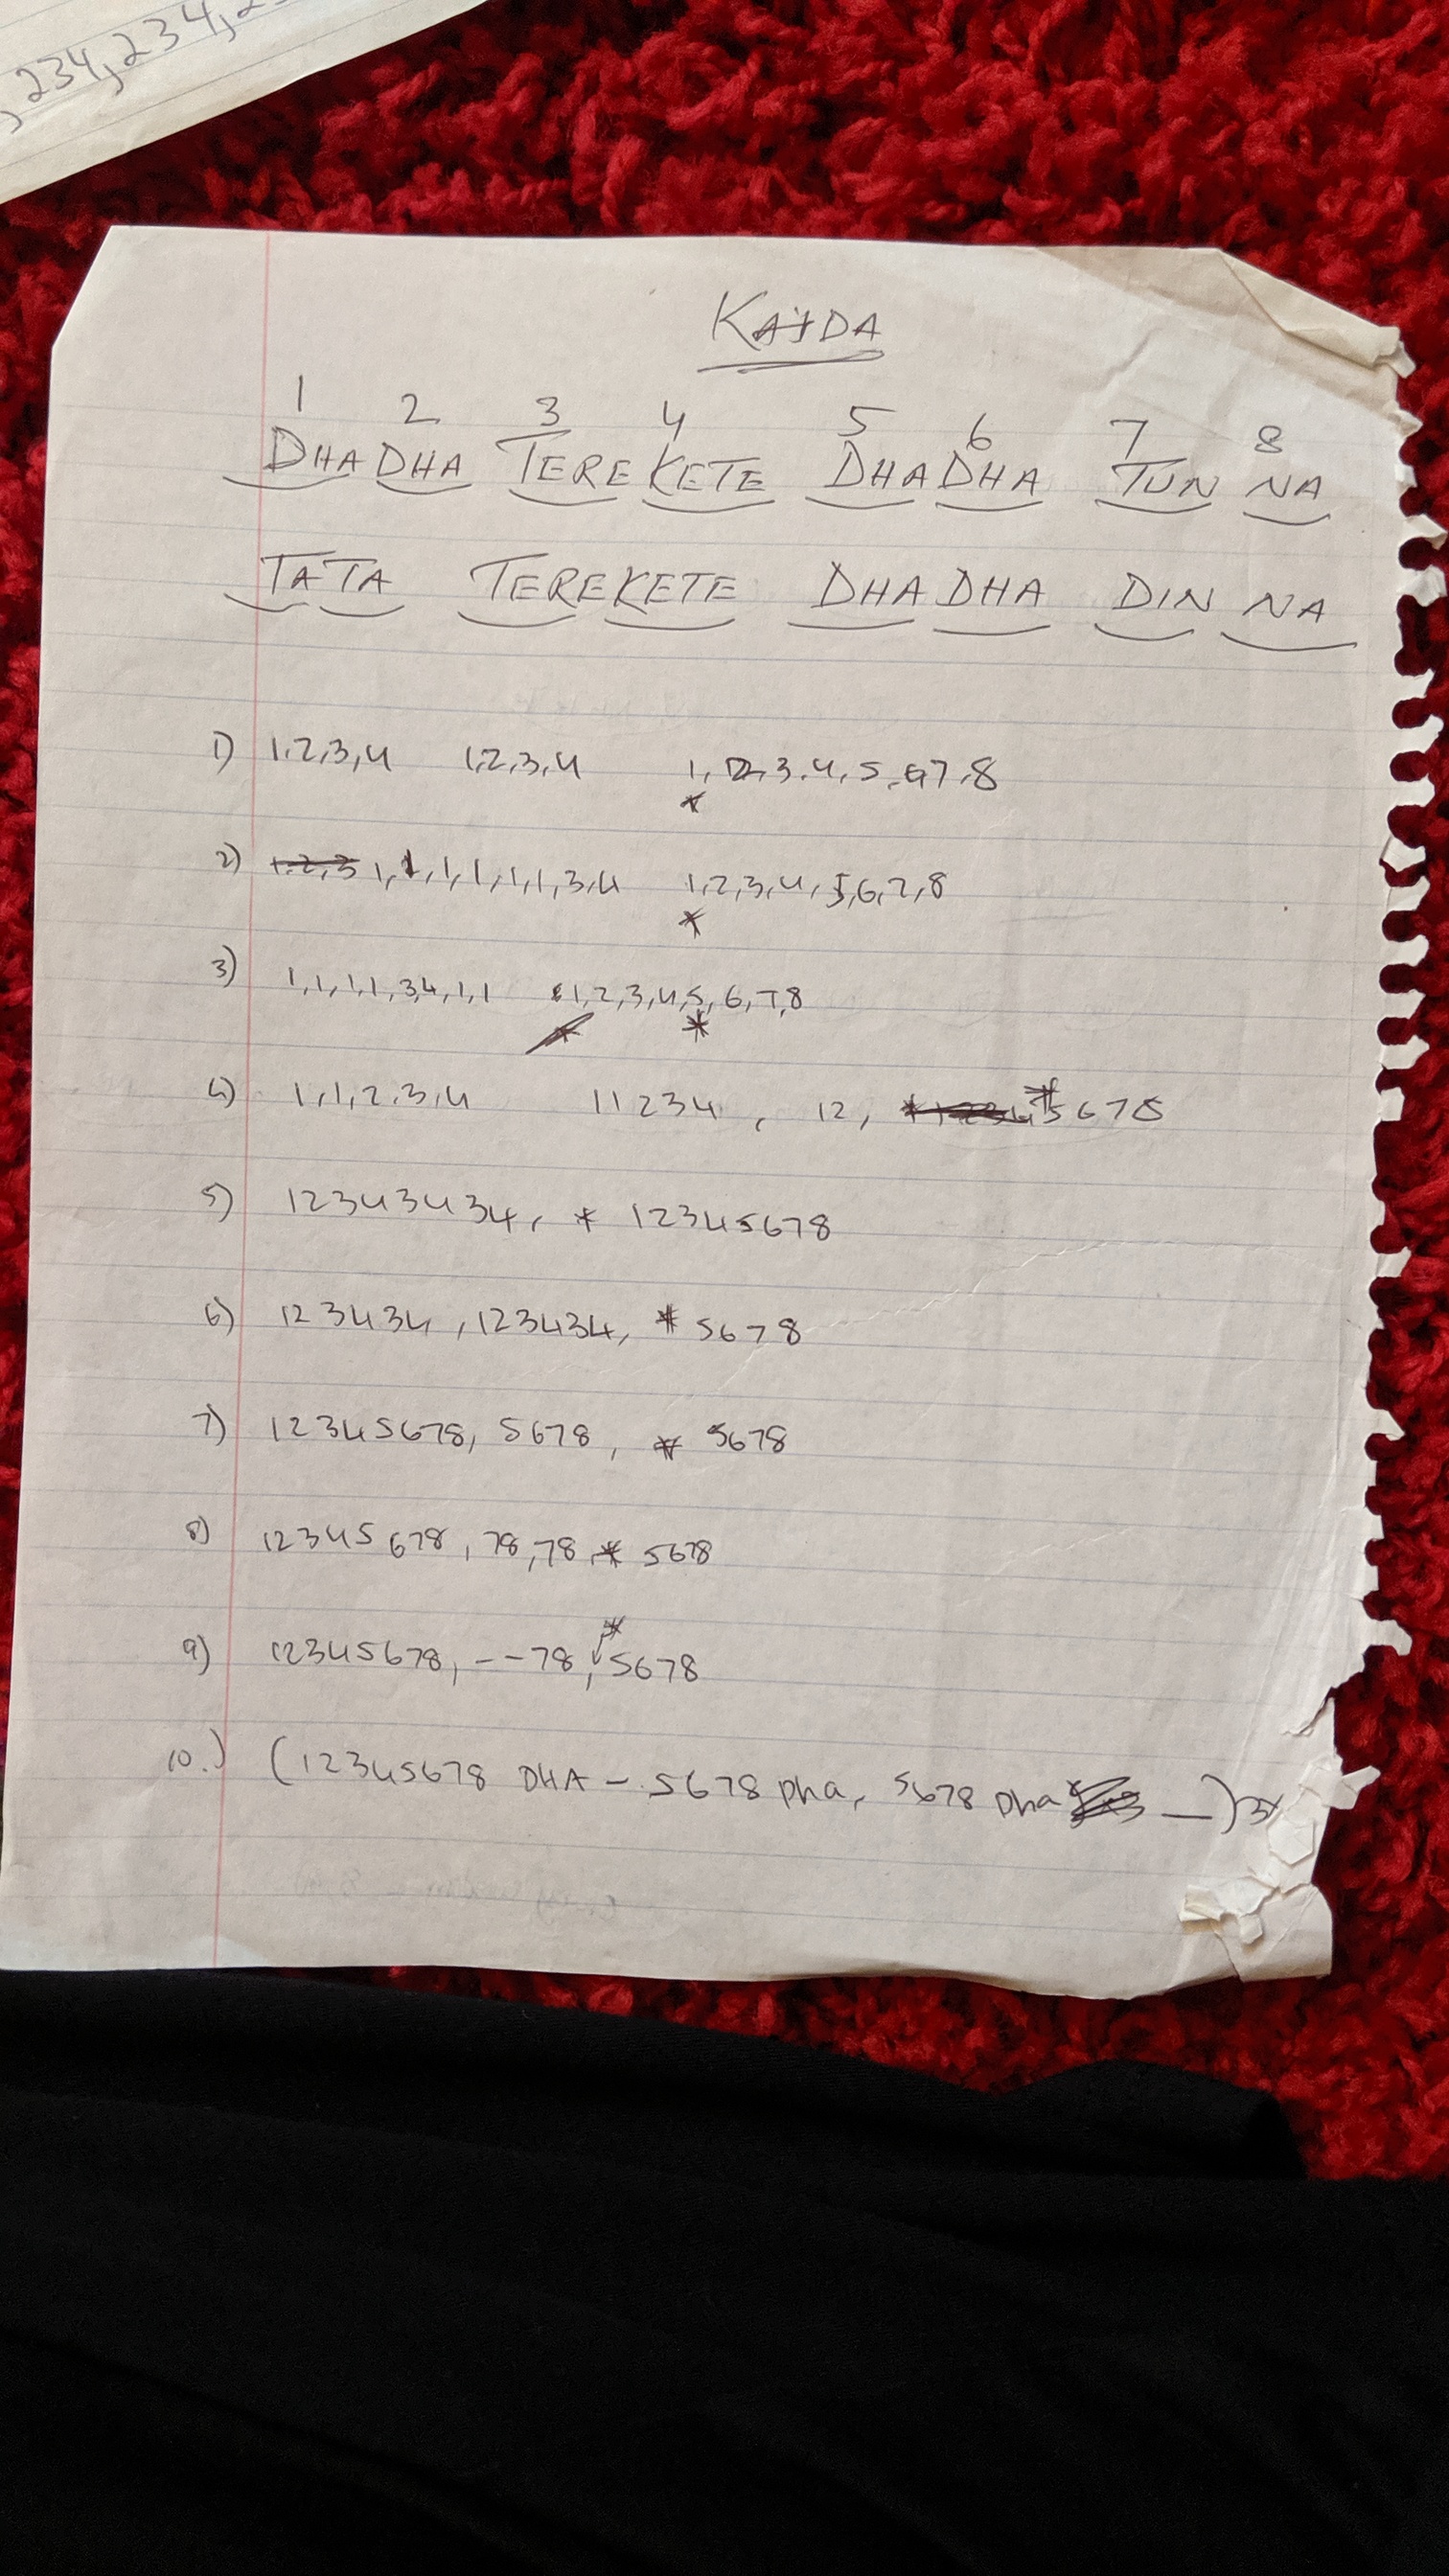 , 234, 234, 2
KAIDA
1 2 3 4 5 6 7 8
DHA DHA TERE KETE DHA DHA TUN NA
TA TA TERE KETE DHA DHA DIN NA
1) 1,2,3,4 1,2,3,4 1,2,3,4,5,6,7,8
*
2) 1,1,1,1,1,1,3,4 1,2,3,4,5,6,7,8
*
3) 1,1,1,1,3,4,1,1 1,2,3,4,5,6,7,8
*
4) 1,1,2,3,4 11234, 12, *5678
5) 12343434, * 12345678
6) 123434, 123434, * 5678
7) 12345678, 5678, * 5678
8) 12345678, 78,78,* 5678
9) 12345678, --78, *5678
10.) (12345678 DHA - 5678 Dha, 5678 Dha —) 3x